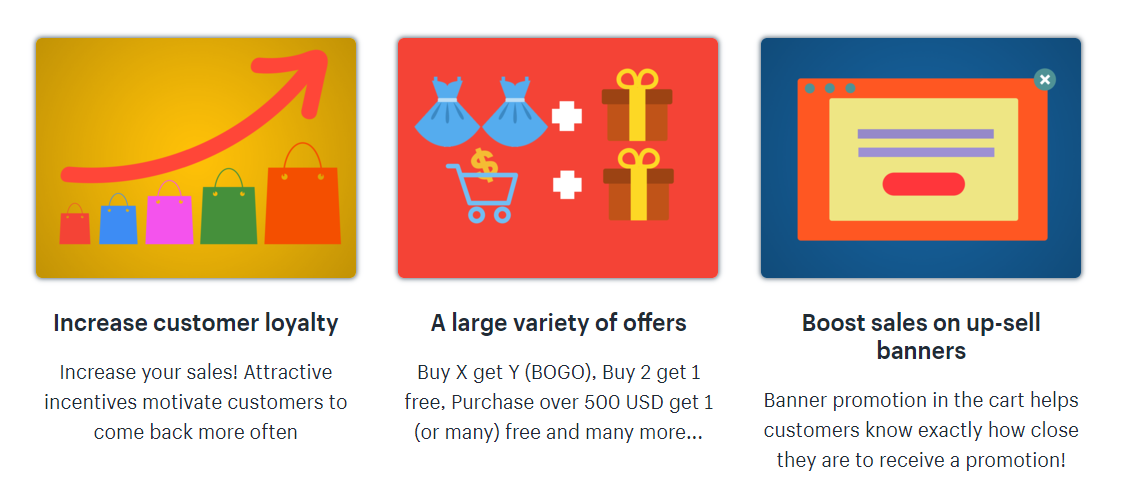 Increase customer loyalty
Increase your sales! Attractive
incentives motivate customers to
come back more often
$
A large variety of offers
Buy X get Y (BOGO), Buy 2 get 1
free, Purchase over 500 USD get 1
(or many) free and many more...
Boost sales on up-sell
banners
Banner promotion in the cart helps
customers know exactly how close
they are to receive a promotion!